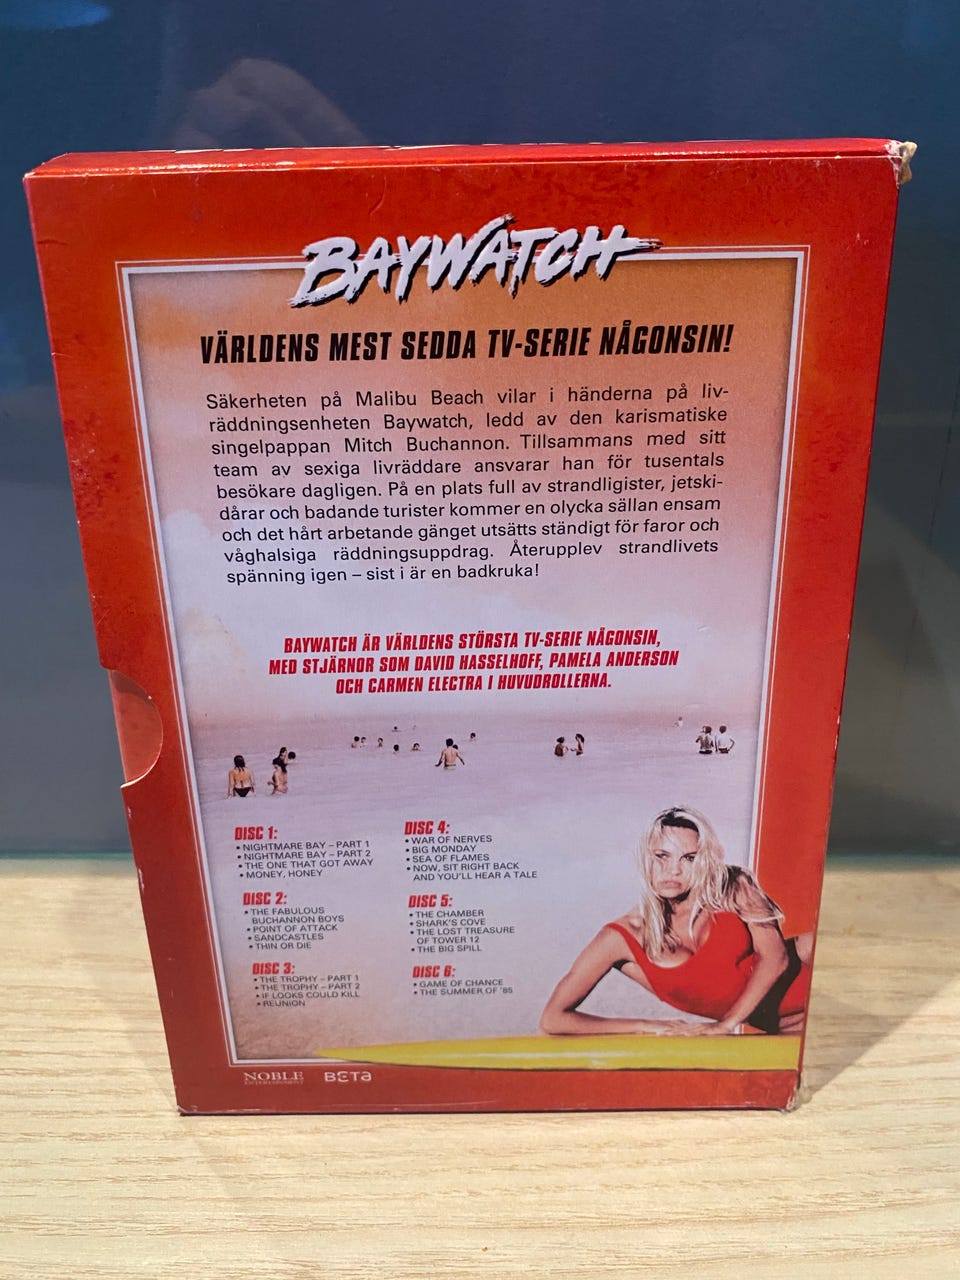 BAYWATCH
VÄRLDENS MEST SEDDA TV-SERIE NÅGONSIN!
Säkerheten på Malibu Beach vilar i händerna på liv-
räddningsenheten Baywatch, ledd av den karismatiske
singelpappan Mitch Buchannon. Tillsammans med sitt
team av sexiga livräddare ansvarar han för tusentals
besökare dagligen. På en plats full av strandligister, jetski-
dårar och badande turister kommer en olycka sällan ensam
och det hårt arbetande gänget utsätts ständigt för faror och
våghalsiga räddningsuppdrag. Återupplev strandlivets
spänning igen – sist i är en badkruka!
BAYWATCH ÄR VÄRLDENS STÖRSTA TV-SERIE NÅGONSIN,
MED STJÄRNOR SOM DAVID HASSELHOFF, PAMELA ANDERSON
OCH CARMEN ELECTRA I HUVUDROLLERNA.
DISC 1:
• NIGHTMARE BAY – PART 1
• NIGHTMARE BAY – PART 2
• THE ONE THAT GOT AWAY
• MONEY, HONEY
DISC 2:
• THE FABULOUS
BUCHANNON BOYS
• POINT OF ATTACK
• SANDCASTLES
• THIN OR DIE
DISC 3:
• THE TROPHY – PART 1
• THE TROPHY – PART 2
• IF LOOKS COULD KILL
• REUNION
DISC 4:
• WAR OF NERVES
• BIG MONDAY
• SEA OF FLAMES
• NOW, SIT RIGHT BACK
AND YOU'LL HEAR A TALE
DISC 5:
• THE CHAMBER
• SHARK'S COVE
• THE LOST TREASURE
OF TOWER 12
• THE BIG SPILL
DISC 6:
• GAME OF CHANCE
• THE SUMMER OF '85
NOBLE
ENTERTAINMENT
BETA